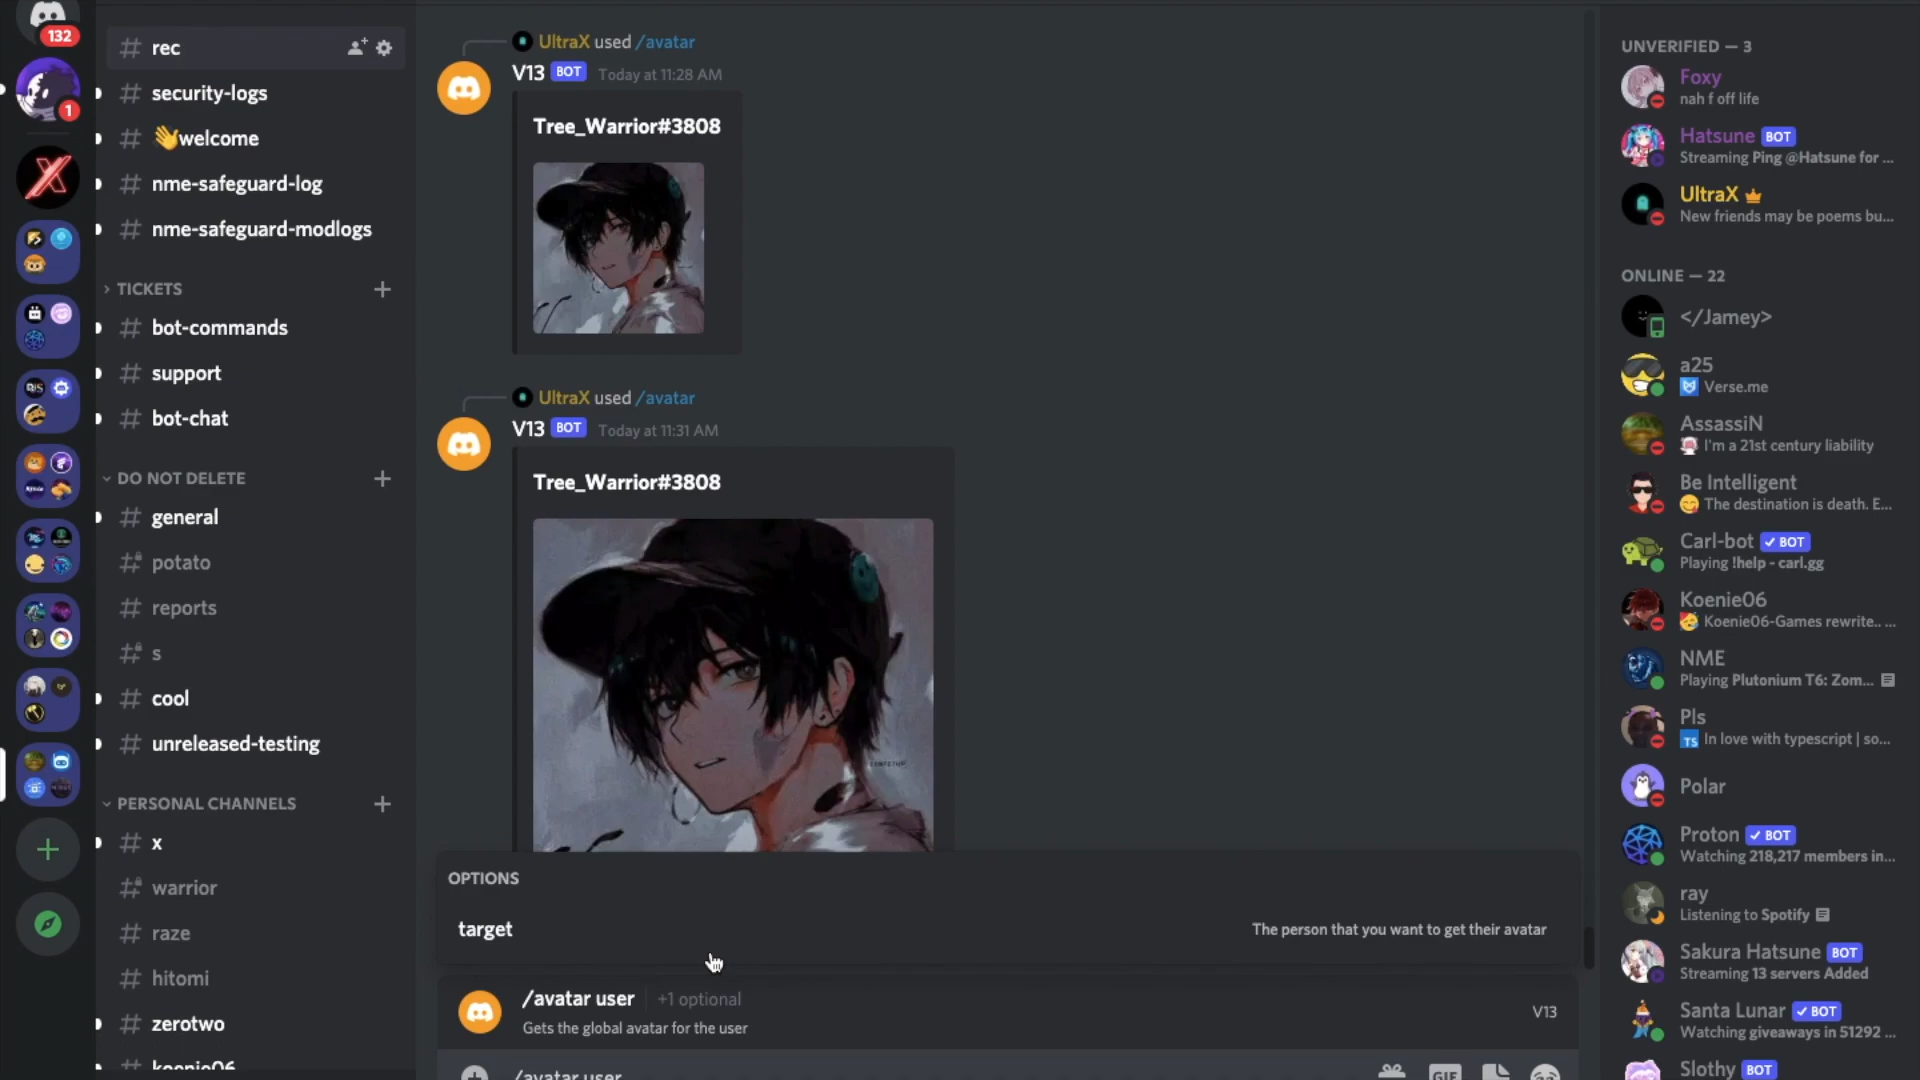 132
1
rec
security-logs
👋welcome
nme-safeguard-log
nme-safeguard-modlogs
TICKETS
bot-commands
support
bot-chat
DO NOT DELETE
general
potato
reports
s
cool
unreleased-testing
PERSONAL CHANNELS
x
warrior
raze
hitomi
zerotwo
koenie06
UltraX used /avatar
V13 BOT Today at 11:28 AM
Tree_Warrior#3808
UltraX used /avatar
V13 BOT Today at 11:31 AM
Tree_Warrior#3808
OPTIONS
target The person that you want to get their avatar
/avatar user +1 optional
Gets the global avatar for the user
V13
/avatar user
GIF
UNVERIFIED — 3
Foxy
nah f off life
Hatsune BOT
Streaming Ping @Hatsune for ...
UltraX
New friends may be poems bu...
ONLINE — 22
</Jamey>
a25
Verse.me
AssassiN
I'm a 21st century liability
Be Intelligent
The destination is death. E...
Carl-bot BOT
Playing !help - carl.gg
Koenie06
Koenie06-Games rewrite.. ...
NME
Playing Plutonium T6: Zom...
Pls
TS In love with typescript | so...
Polar
Proton BOT
Watching 218,217 members in...
ray
Listening to Spotify
Sakura Hatsune BOT
Streaming 13 servers Added
Santa Lunar BOT
Watching giveaways in 51292 ...
Slothy BOT